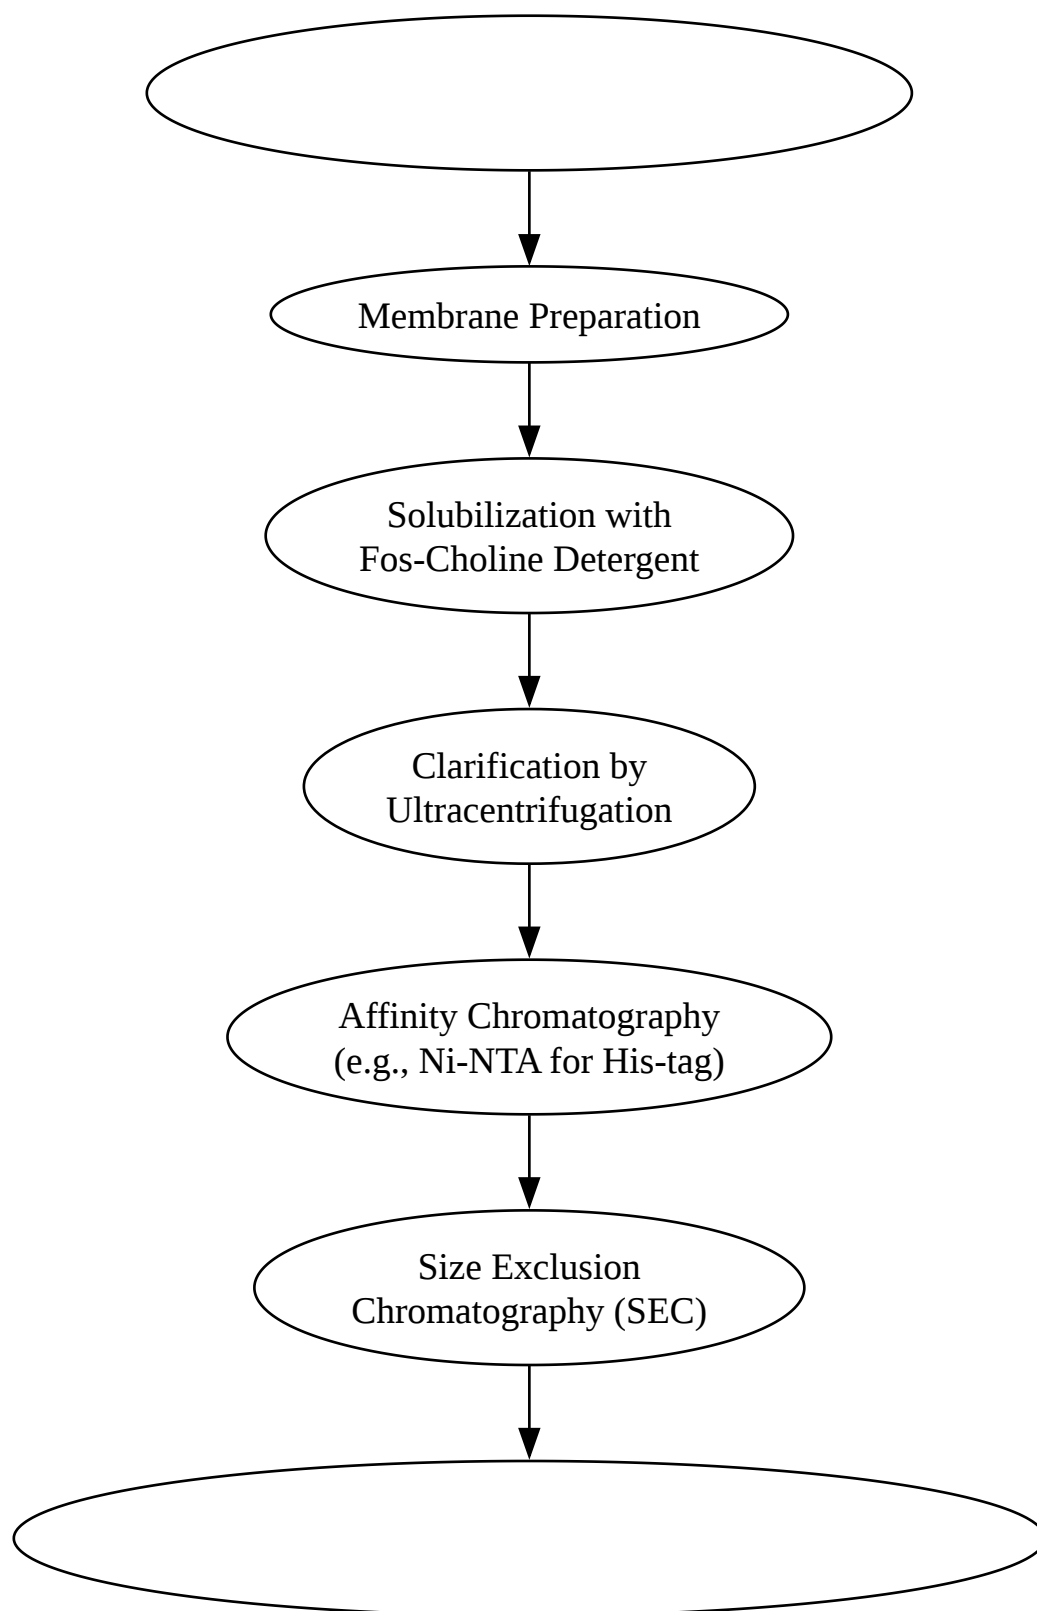 Membrane Preparation
Solubilization with
Fos-Choline Detergent
Clarification by
Ultracentrifugation
Affinity Chromatography
(e.g., Ni-NTA for His-tag)
Size Exclusion
Chromatography (SEC)